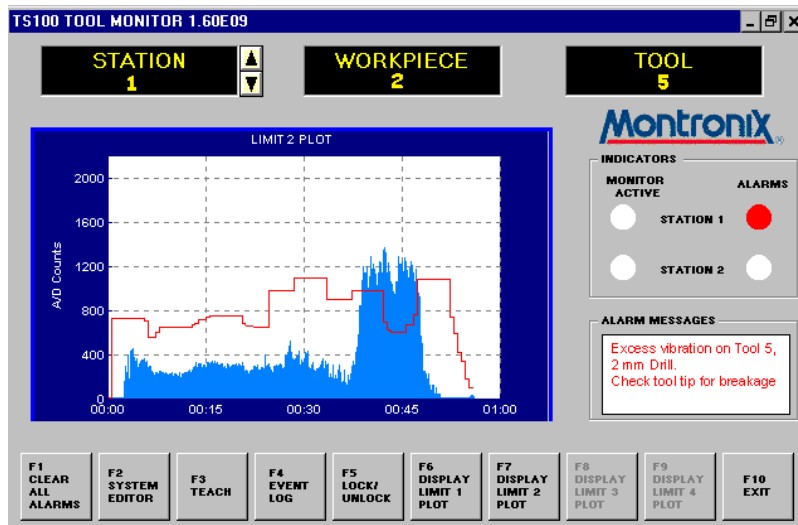 TS100 TOOL MONITOR 1.60E09
STATION
1
WORKPIECE
2
TOOL
5
Montronix®
LIMIT 2 PLOT
A/D Counts
2000
1600
1200
800
400
0
00:00
00:15
00:30
00:45
01:00
INDICATORS
MONITOR
ACTIVE
ALARMS
STATION 1
STATION 2
ALARM MESSAGES
Excess vibration on Tool 5,
2 mm Drill.
Check tool tip for breakage
F1
CLEAR
ALL
ALARMS
F2
SYSTEM
EDITOR
F3
TEACH
F4
EVENT
LOG
F5
LOCK/
UNLOCK
F6
DISPLAY
LIMIT 1
PLOT
F7
DISPLAY
LIMIT 2
PLOT
F8
DISPLAY
LIMIT 3
PLOT
F9
DISPLAY
LIMIT 4
PLOT
F10
EXIT